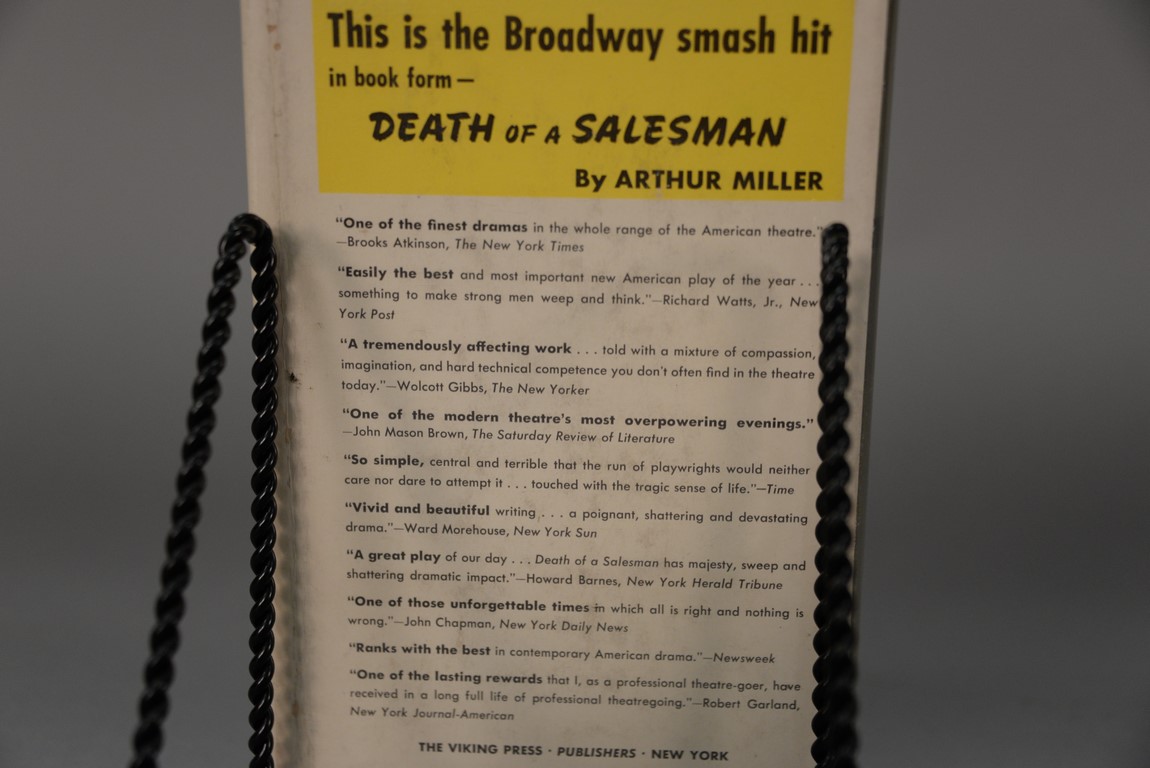 This is the Broadway smash hit
in book form —
DEATH OF A SALESMAN
By ARTHUR MILLER
“One of the finest dramas in the whole range of the American theatre.”
—Brooks Atkinson, The New York Times
“Easily the best and most important new American play of the year . . .
something to make strong men weep and think.”—Richard Watts, Jr., New
York Post
“A tremendously affecting work . . . told with a mixture of compassion,
imagination, and hard technical competence you don't often find in the theatre
today.”—Wolcott Gibbs, The New Yorker
“One of the modern theatre's most overpowering evenings.”
—John Mason Brown, The Saturday Review of Literature
“So simple, central and terrible that the run of playwrights would neither
care nor dare to attempt it . . . touched with the tragic sense of life.”—Time
“Vivid and beautiful writing . . . a poignant, shattering and devastating
drama.”—Ward Morehouse, New York Sun
“A great play of our day . . . Death of a Salesman has majesty, sweep and
shattering dramatic impact.”—Howard Barnes, New York Herald Tribune
“One of those unforgettable times in which all is right and nothing is
wrong.”—John Chapman, New York Daily News
“Ranks with the best in contemporary American drama.”—Newsweek
“One of the lasting rewards that I, as a professional theatre-goer, have
received in a long full life of professional theatregoing.”—Robert Garland,
New York Journal-American
THE VIKING PRESS · PUBLISHERS · NEW YORK